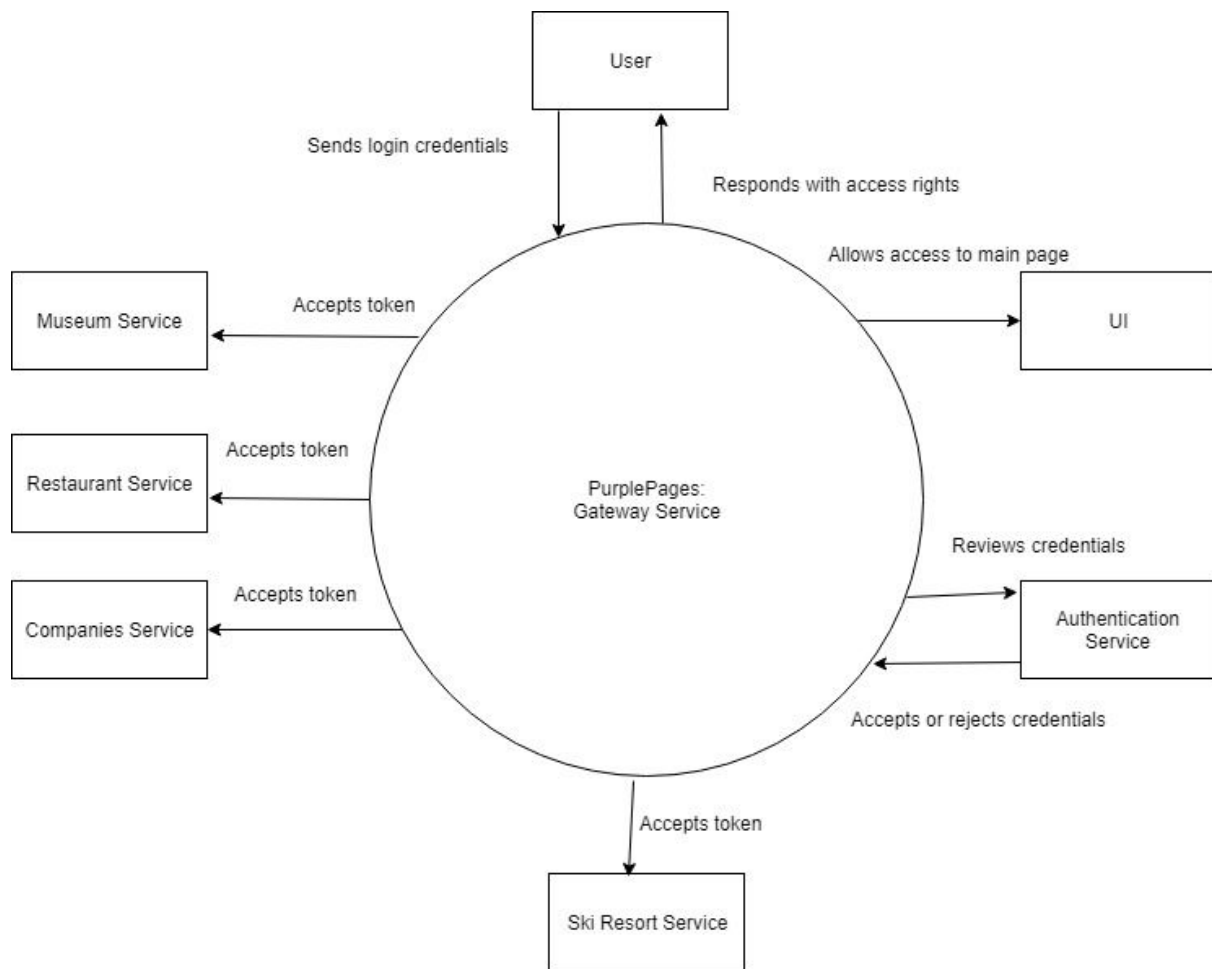 User
Sends login credentials
Responds with access rights
Allows access to main page
Accepts token
Museum Service
UI
Accepts token
Restaurant Service
PurplePages:
Gateway Service
Reviews credentials
Accepts token
Companies Service
Authentication
Service
Accepts or rejects credentials
Accepts token
Ski Resort Service